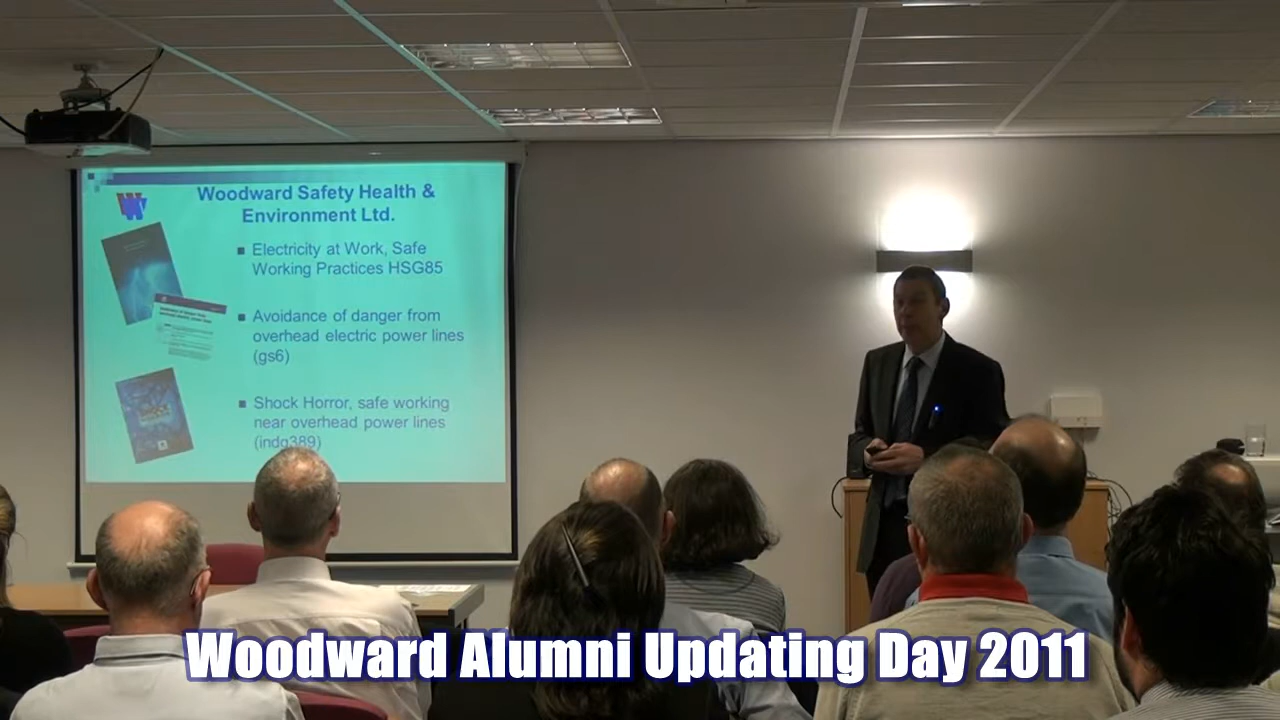 Woodward Safety Health &
Environment Ltd.
Electricity at Work, Safe
Working Practices HSG85
Avoidance of danger from
overhead electric power lines
(gs6)
Shock Horror, safe working
near overhead power lines
(indg389)
SHOCK
Woodward Alumni Updating Day 2011